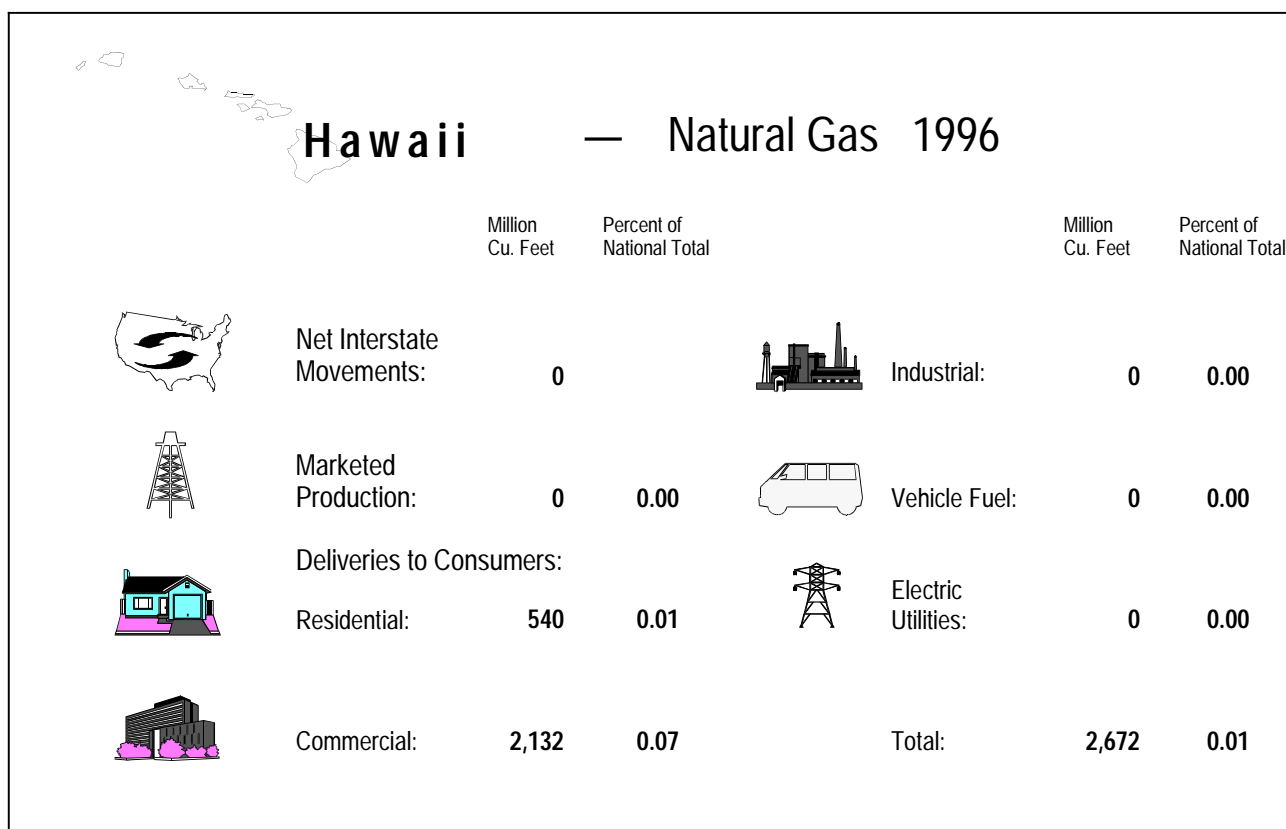 Hawaii — Natural Gas 1996
Million Percent of Million Percent of
Cu. Feet National Total Cu. Feet National Total
Net Interstate
Movements: 0
Industrial: 0 0.00
Marketed
Production: 0 0.00
Vehicle Fuel: 0 0.00
Deliveries to Consumers:
Residential: 540 0.01
Electric
Utilities: 0 0.00
Commercial: 2,132 0.07
Total: 2,672 0.01